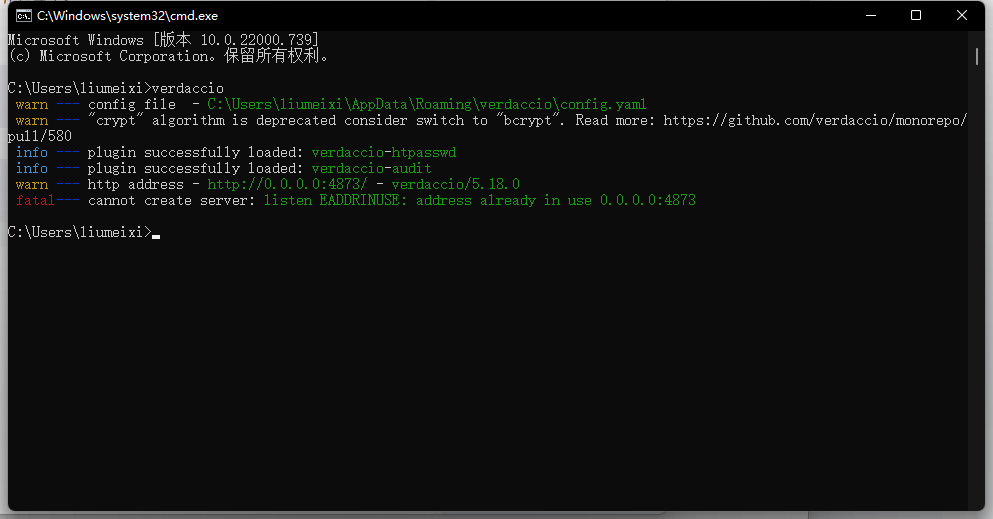 C:\Windows\system32\cmd.exe
Microsoft Windows [版本 10.0.22000.739]
(c) Microsoft Corporation。保留所有权利。
C:\Users\liumeixi>verdaccio
warn --- config file  - C:\Users\liumeixi\AppData\Roaming\verdaccio\config.yaml
warn --- "crypt" algorithm is deprecated consider switch to "bcrypt". Read more: https://github.com/verdaccio/monorepo/
pull/580
info --- plugin successfully loaded: verdaccio-htpasswd
info --- plugin successfully loaded: verdaccio-audit
warn --- http address - http://0.0.0.0:4873/ - verdaccio/5.18.0
fatal--- cannot create server: listen EADDRINUSE: address already in use 0.0.0.0:4873
C:\Users\liumeixi>